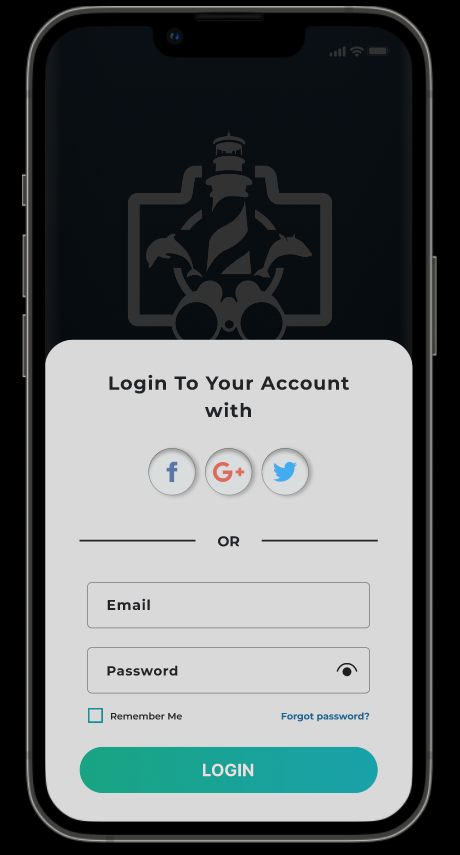 Login To Your Account
with
f G+
OR
Email
Password
Remember Me Forgot password?
LOGIN